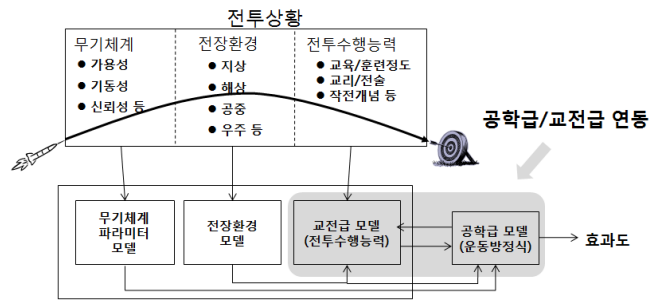 전투상황
무기체계
● 가용성
● 기동성
● 신뢰성 등
전장환경
● 지상
● 해상
● 공중
● 우주 등
전투수행능력
● 교육/훈련정도
● 교리/전술
● 작전개념 등
공학급/교전급 연동
무기체계
파라미터
모델
전장환경
모델
교전급 모델
(전투수행능력)
공학급 모델
(운동방정식)
효과도